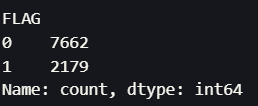 FLAG
0    7662
1    2179
Name: count, dtype: int64